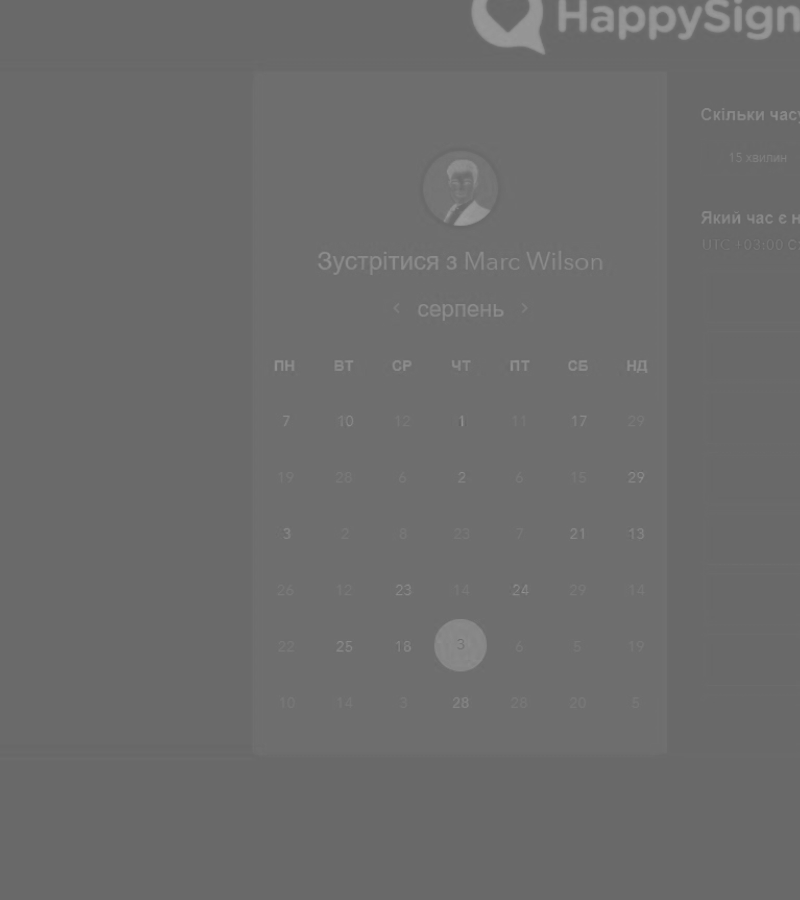 HappySign
Зустрітися з Marc Wilson
серпень
ПН ВТ СР ЧТ ПТ СБ НД
7 10 12 1 11 17 29
19 28 6 2 6 15 29
3 2 8 23 7 21 13
26 12 23 14 24 29 14
22 25 18 3 6 5 19
10 14 3 28 28 20 5
Скільки часу
15 хвилин
Який час є н
UTC +03:00 С